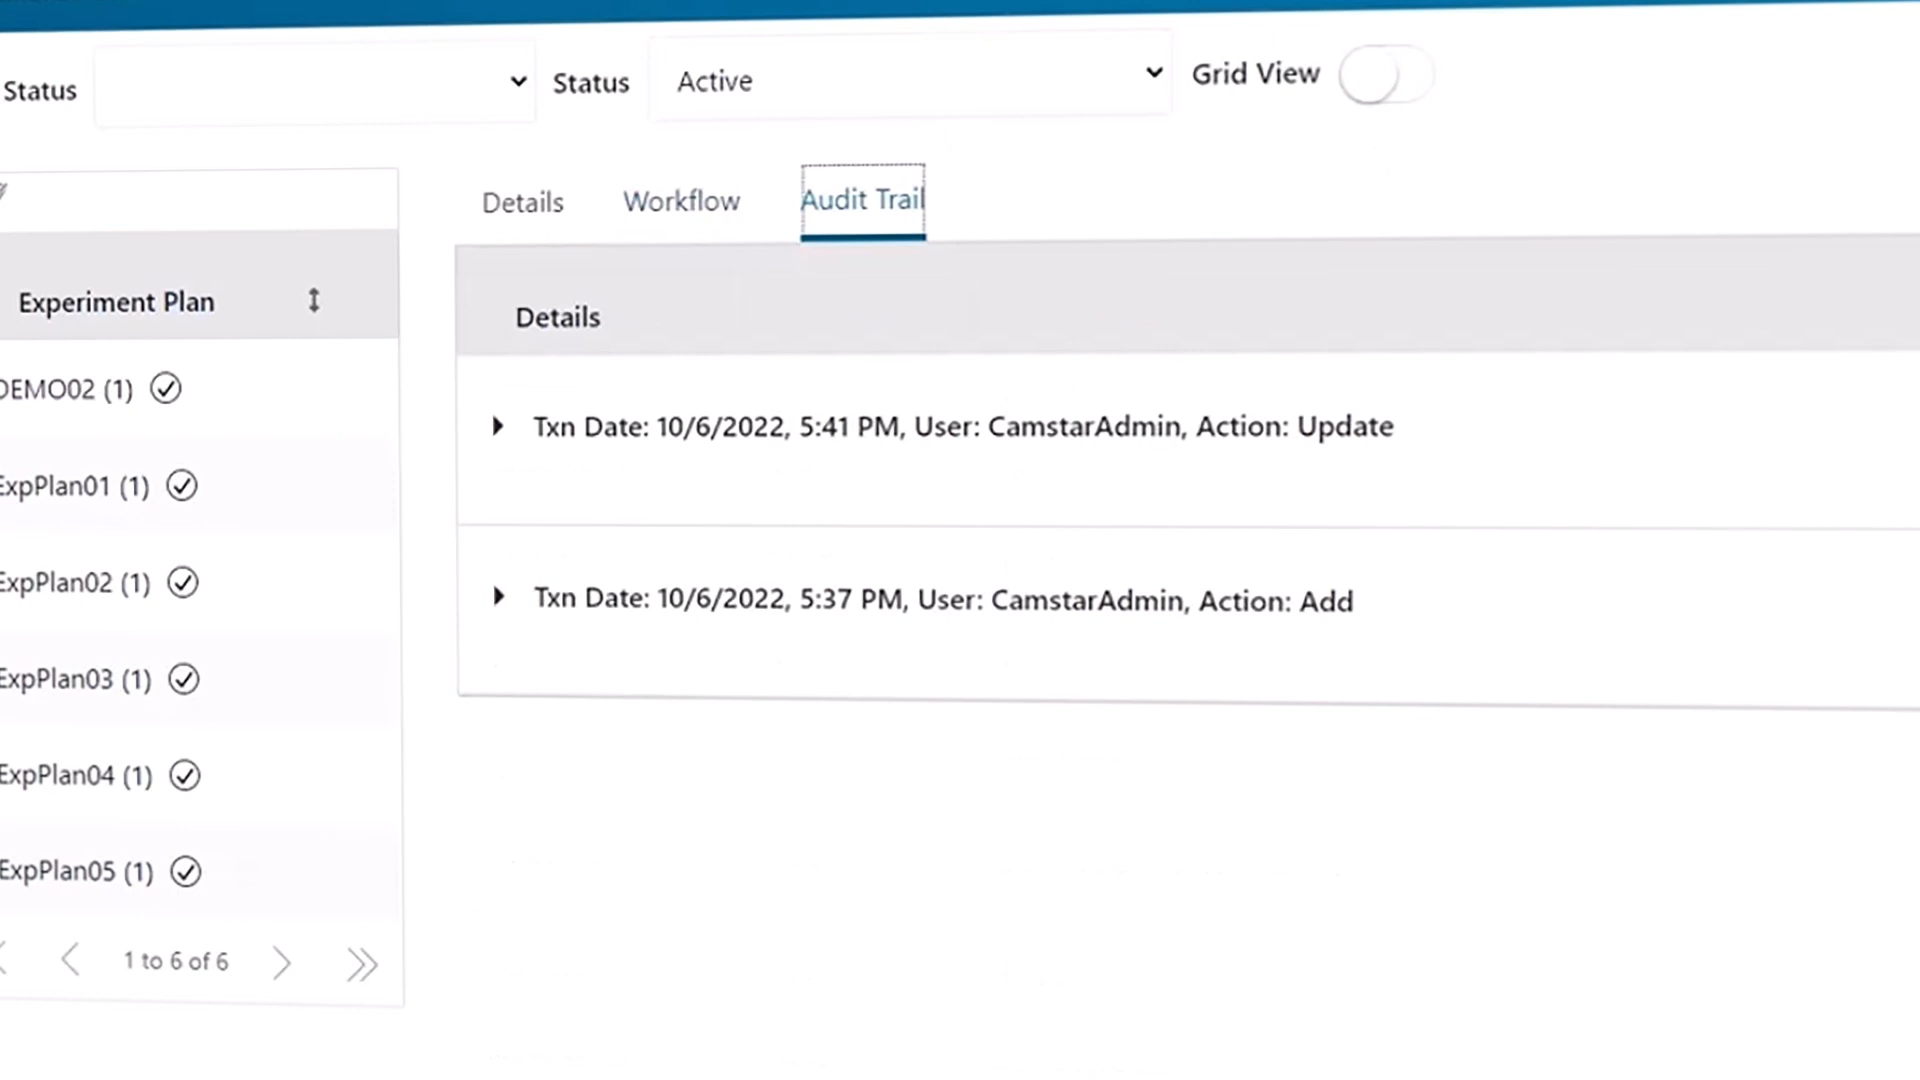 Status
Status Active Grid View
Details Workflow Audit Trail
Experiment Plan
DEMO02 (1)
ExpPlan01 (1)
ExpPlan02 (1)
ExpPlan03 (1)
ExpPlan04 (1)
ExpPlan05 (1)
1 to 6 of 6
Details
Txn Date: 10/6/2022, 5:41 PM, User: CamstarAdmin, Action: Update
Txn Date: 10/6/2022, 5:37 PM, User: CamstarAdmin, Action: Add